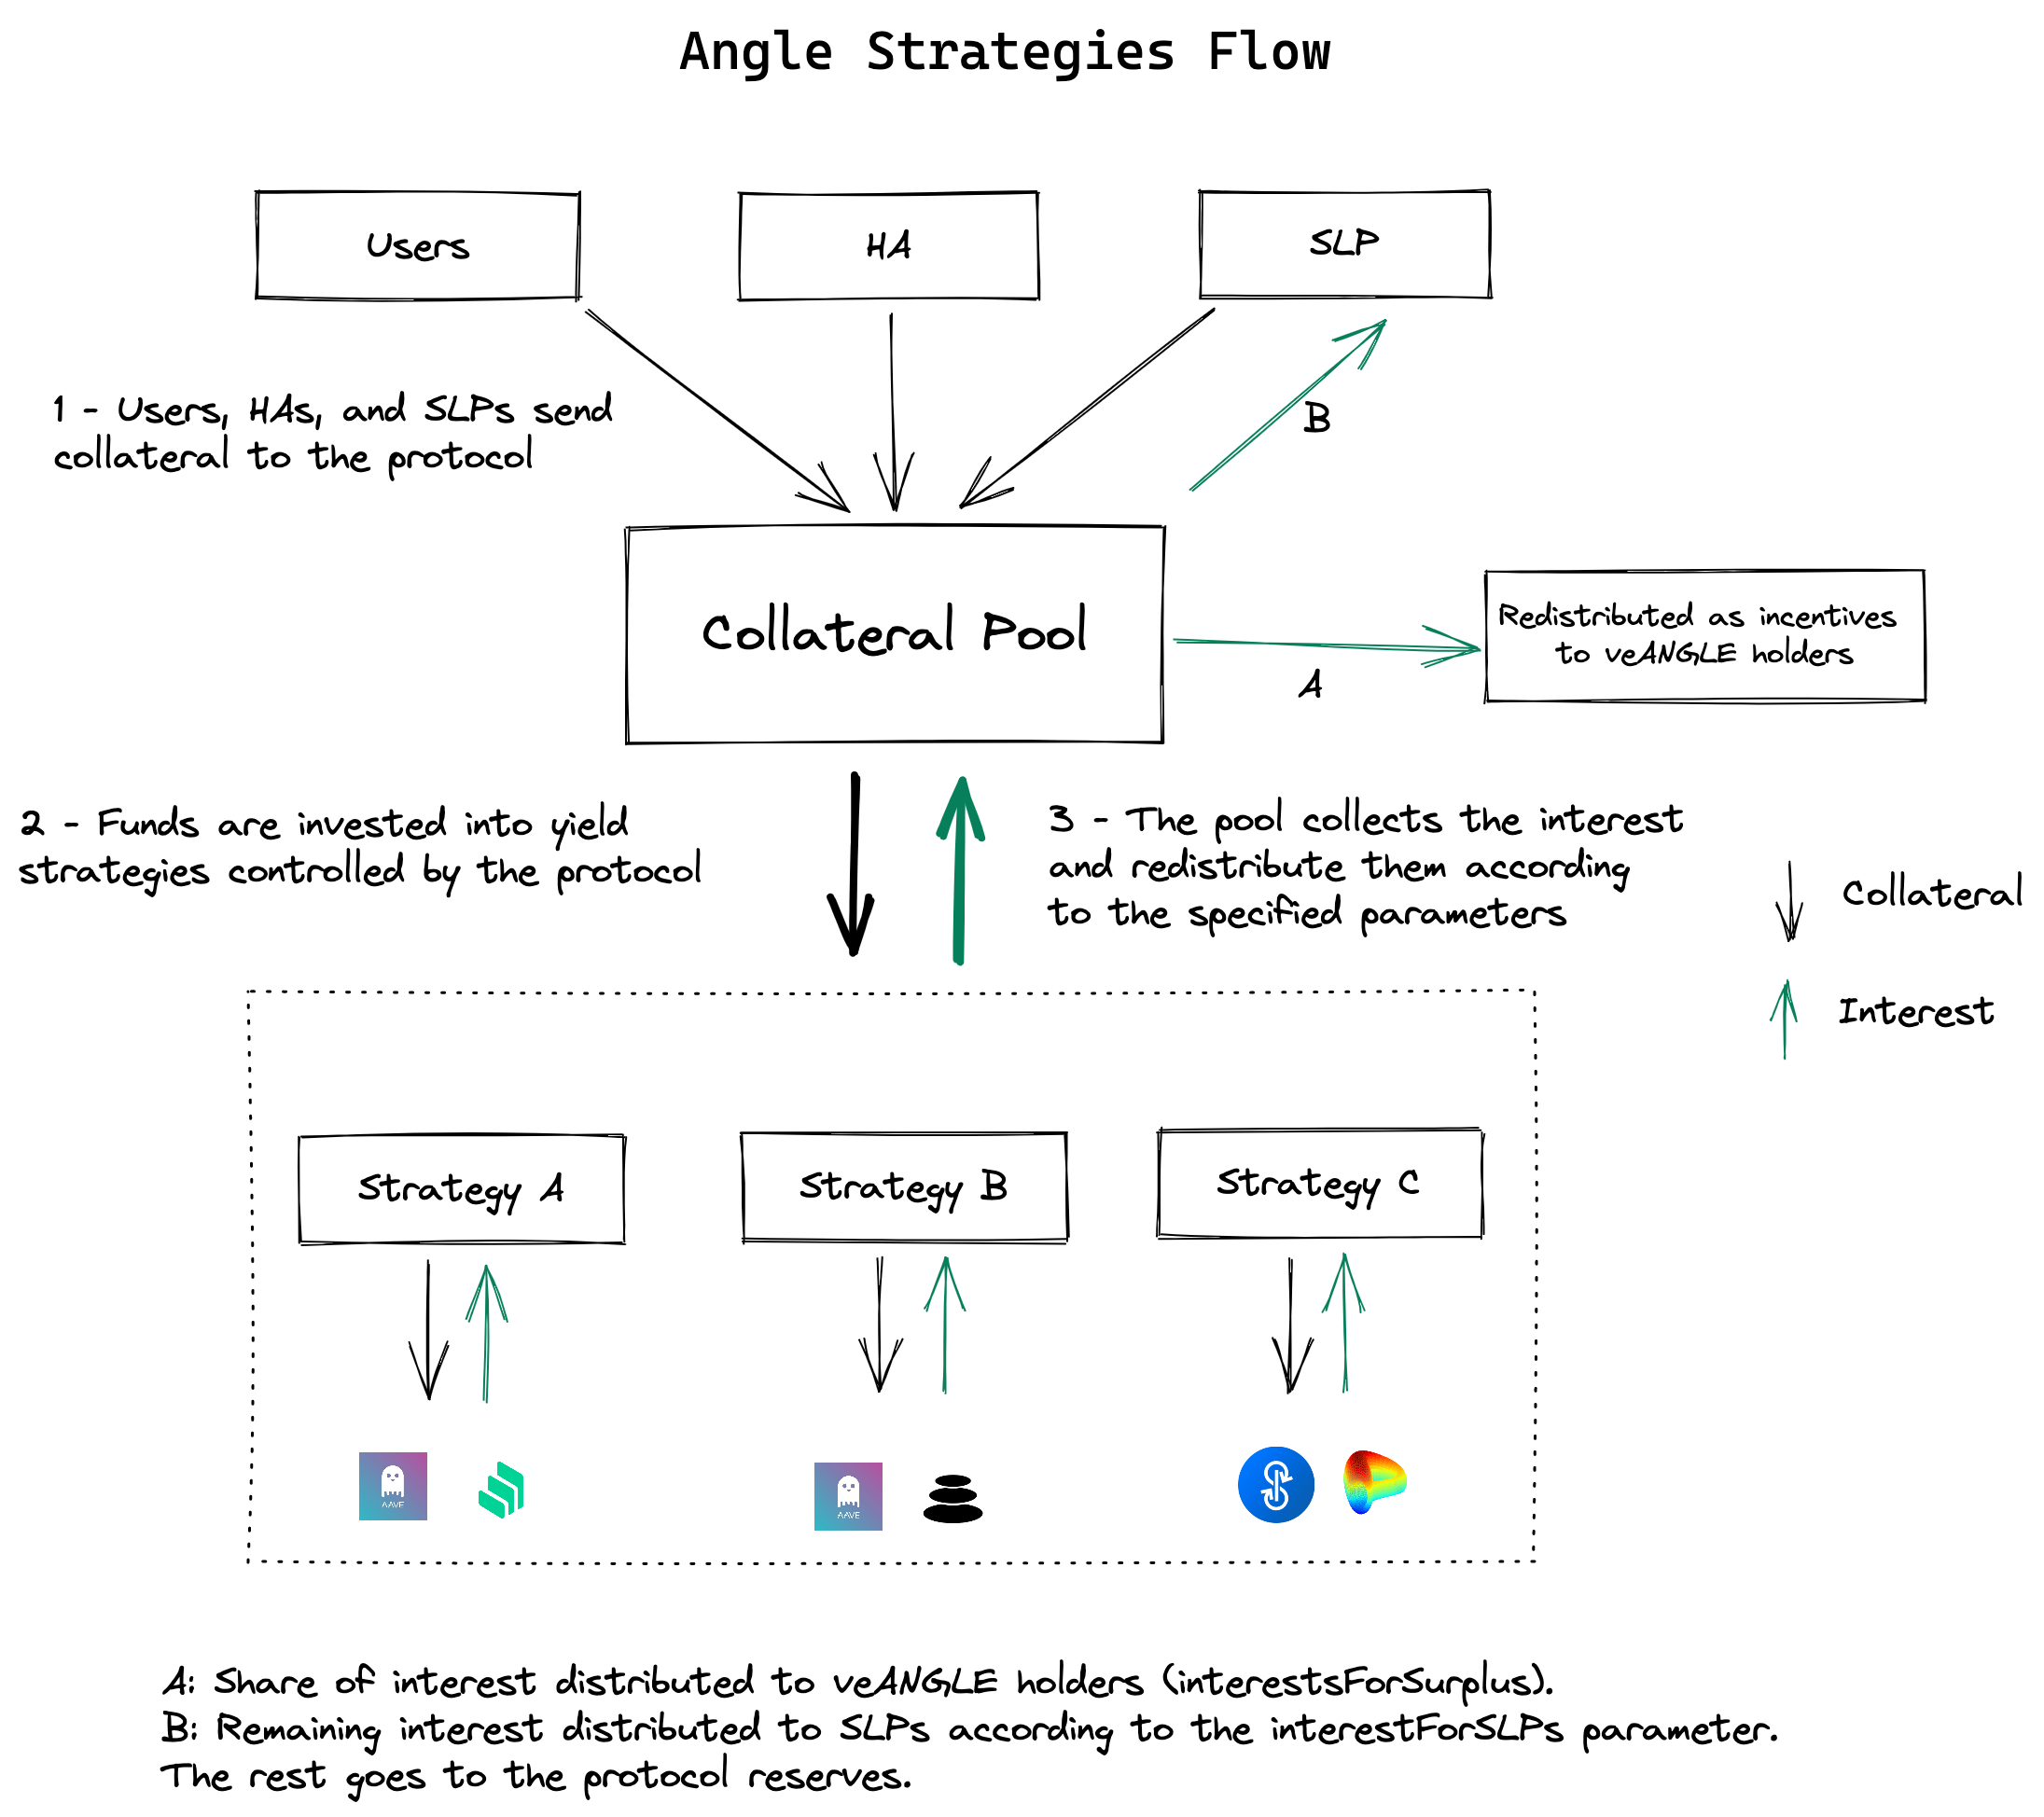 Angle Strategies Flow
Users
HA
SLP
1 - Users, HAs, and SLPs send
collateral to the protocol
B
Collateral Pool
Redistributed as incentives
to veANGLE holders
A
2 - Funds are invested into yield
strategies controlled by the protocol
3 - The pool collects the interest
and redistribute them according
to the specified parameters
Collateral
Interest
Strategy A
Strategy B
Strategy C
AAVE
AAVE
A: Share of interest distributed to veANGLE holders (interestsForSurplus).
B: Remaining interest distributed to SLPs according to the interestForSLPs parameter.
The rest goes to the protocol reserves.